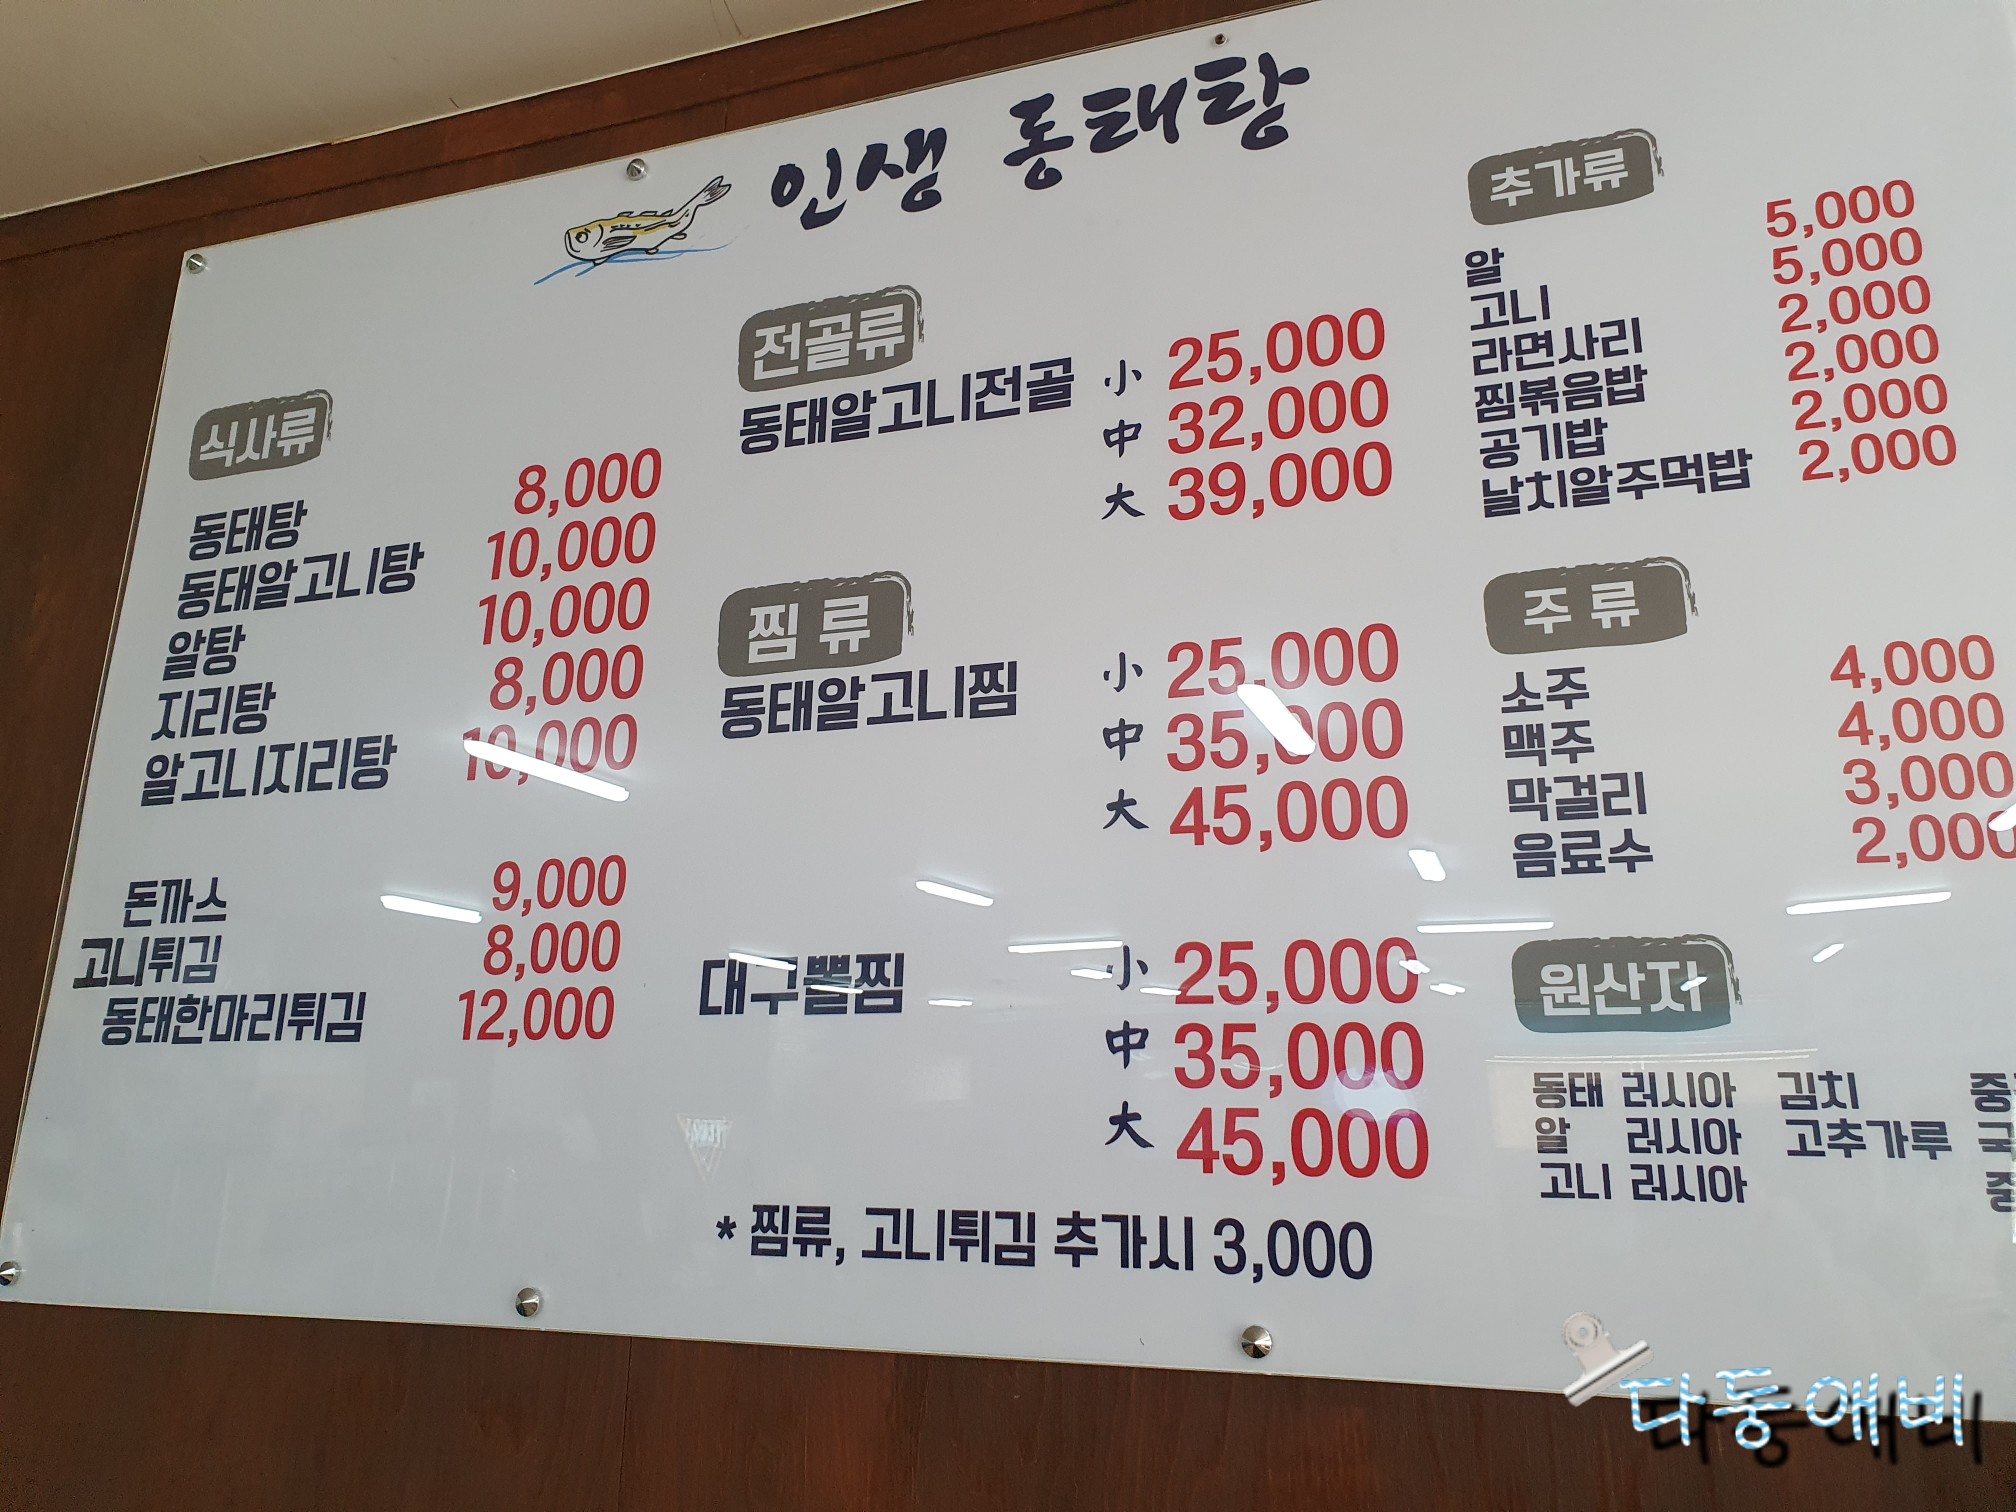 인생 동태탕
식사류
동태탕 8,000
동태알고니탕 10,000
알탕 10,000
지리탕 8,000
알고니지리탕 10,000
돈까스 9,000
고니튀김 8,000
동태한마리튀김 12,000
전골류
동태알고니전골 小 25,000
中 32,000
大 39,000
찜류
동태알고니찜 小 25,000
中 35,000
大 45,000
대구뽈찜 小 25,000
中 35,000
大 45,000
* 찜류, 고니튀김 추가시 3,000
추가류
알 5,000
고니 5,000
라면사리 2,000
찜볶음밥 2,000
공기밥 2,000
날치알주먹밥 2,000
주류
소주 4,000
맥주 4,000
막걸리 3,000
음료수 2,000
원산지
동태 러시아 김치
알 러시아 고추가루
고니 러시아
다둥애비